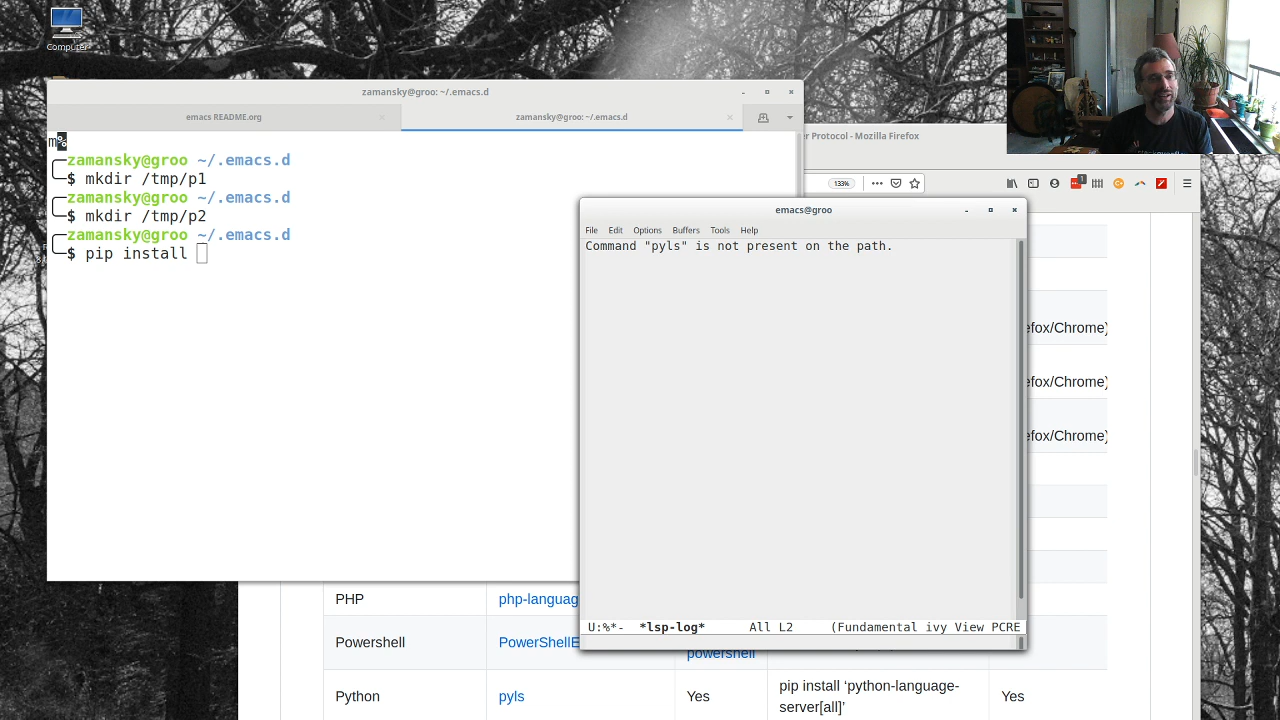 Computer
zamansky@groo: ~/.emacs.d
emacs README.org
zamansky@groo: ~/.emacs.d
m%
zamansky@groo ~/.emacs.d
$ mkdir /tmp/p1
zamansky@groo ~/.emacs.d
$ mkdir /tmp/p2
zamansky@groo ~/.emacs.d
$ pip install
er Protocol - Mozilla Firefox
133%
1
emacs@groo
File Edit Options Buffers Tools Help
Command "pyls" is not present on the path.
U:%*- *lsp-log* All L2 (Fundamental ivy View PCRE
efox/Chrome)
efox/Chrome)
efox/Chrome)
PHP php-languag
Powershell PowerShellE powershell
Python pyls Yes pip install ‘python-language-
server[all]’ Yes